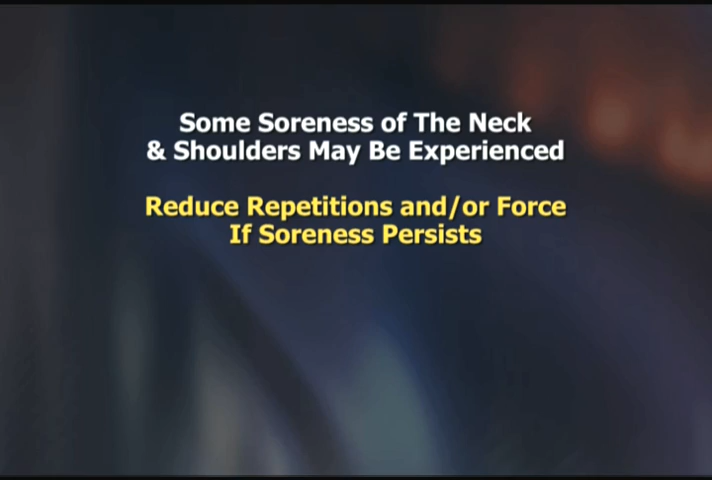 Some Soreness of The Neck
& Shoulders May Be Experienced
Reduce Repetitions and/or Force
If Soreness Persists